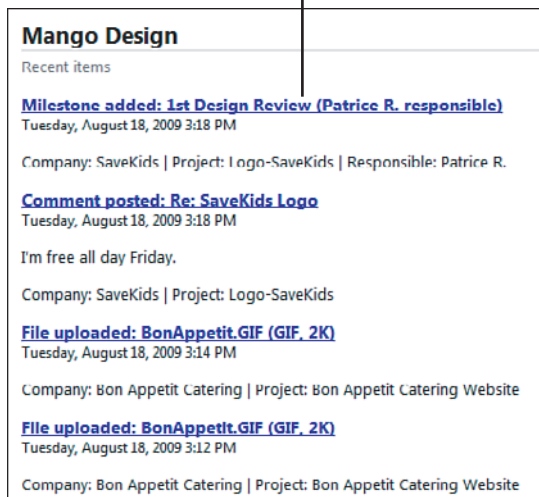 Mango Design
Recent items
Milestone added: 1st Design Review (Patrice R. responsible)
Tuesday, August 18, 2009 3:18 PM
Company: SaveKids | Project: Logo-SaveKids | Responsible: Patrice R.
Comment posted: Re: SaveKids Logo
Tuesday, August 18, 2009 3:18 PM
I'm free all day Friday.
Company: SaveKids | Project: Logo-SaveKids
File uploaded: BonAppetit.GIF (GIF, 2K)
Tuesday, August 18, 2009 3:14 PM
Company: Bon Appetit Catering | Project: Bon Appetit Catering Website
File uploaded: BonAppetit.GIF (GIF, 2K)
Tuesday, August 18, 2009 3:12 PM
Company: Bon Appetit Catering | Project: Bon Appetit Catering Website